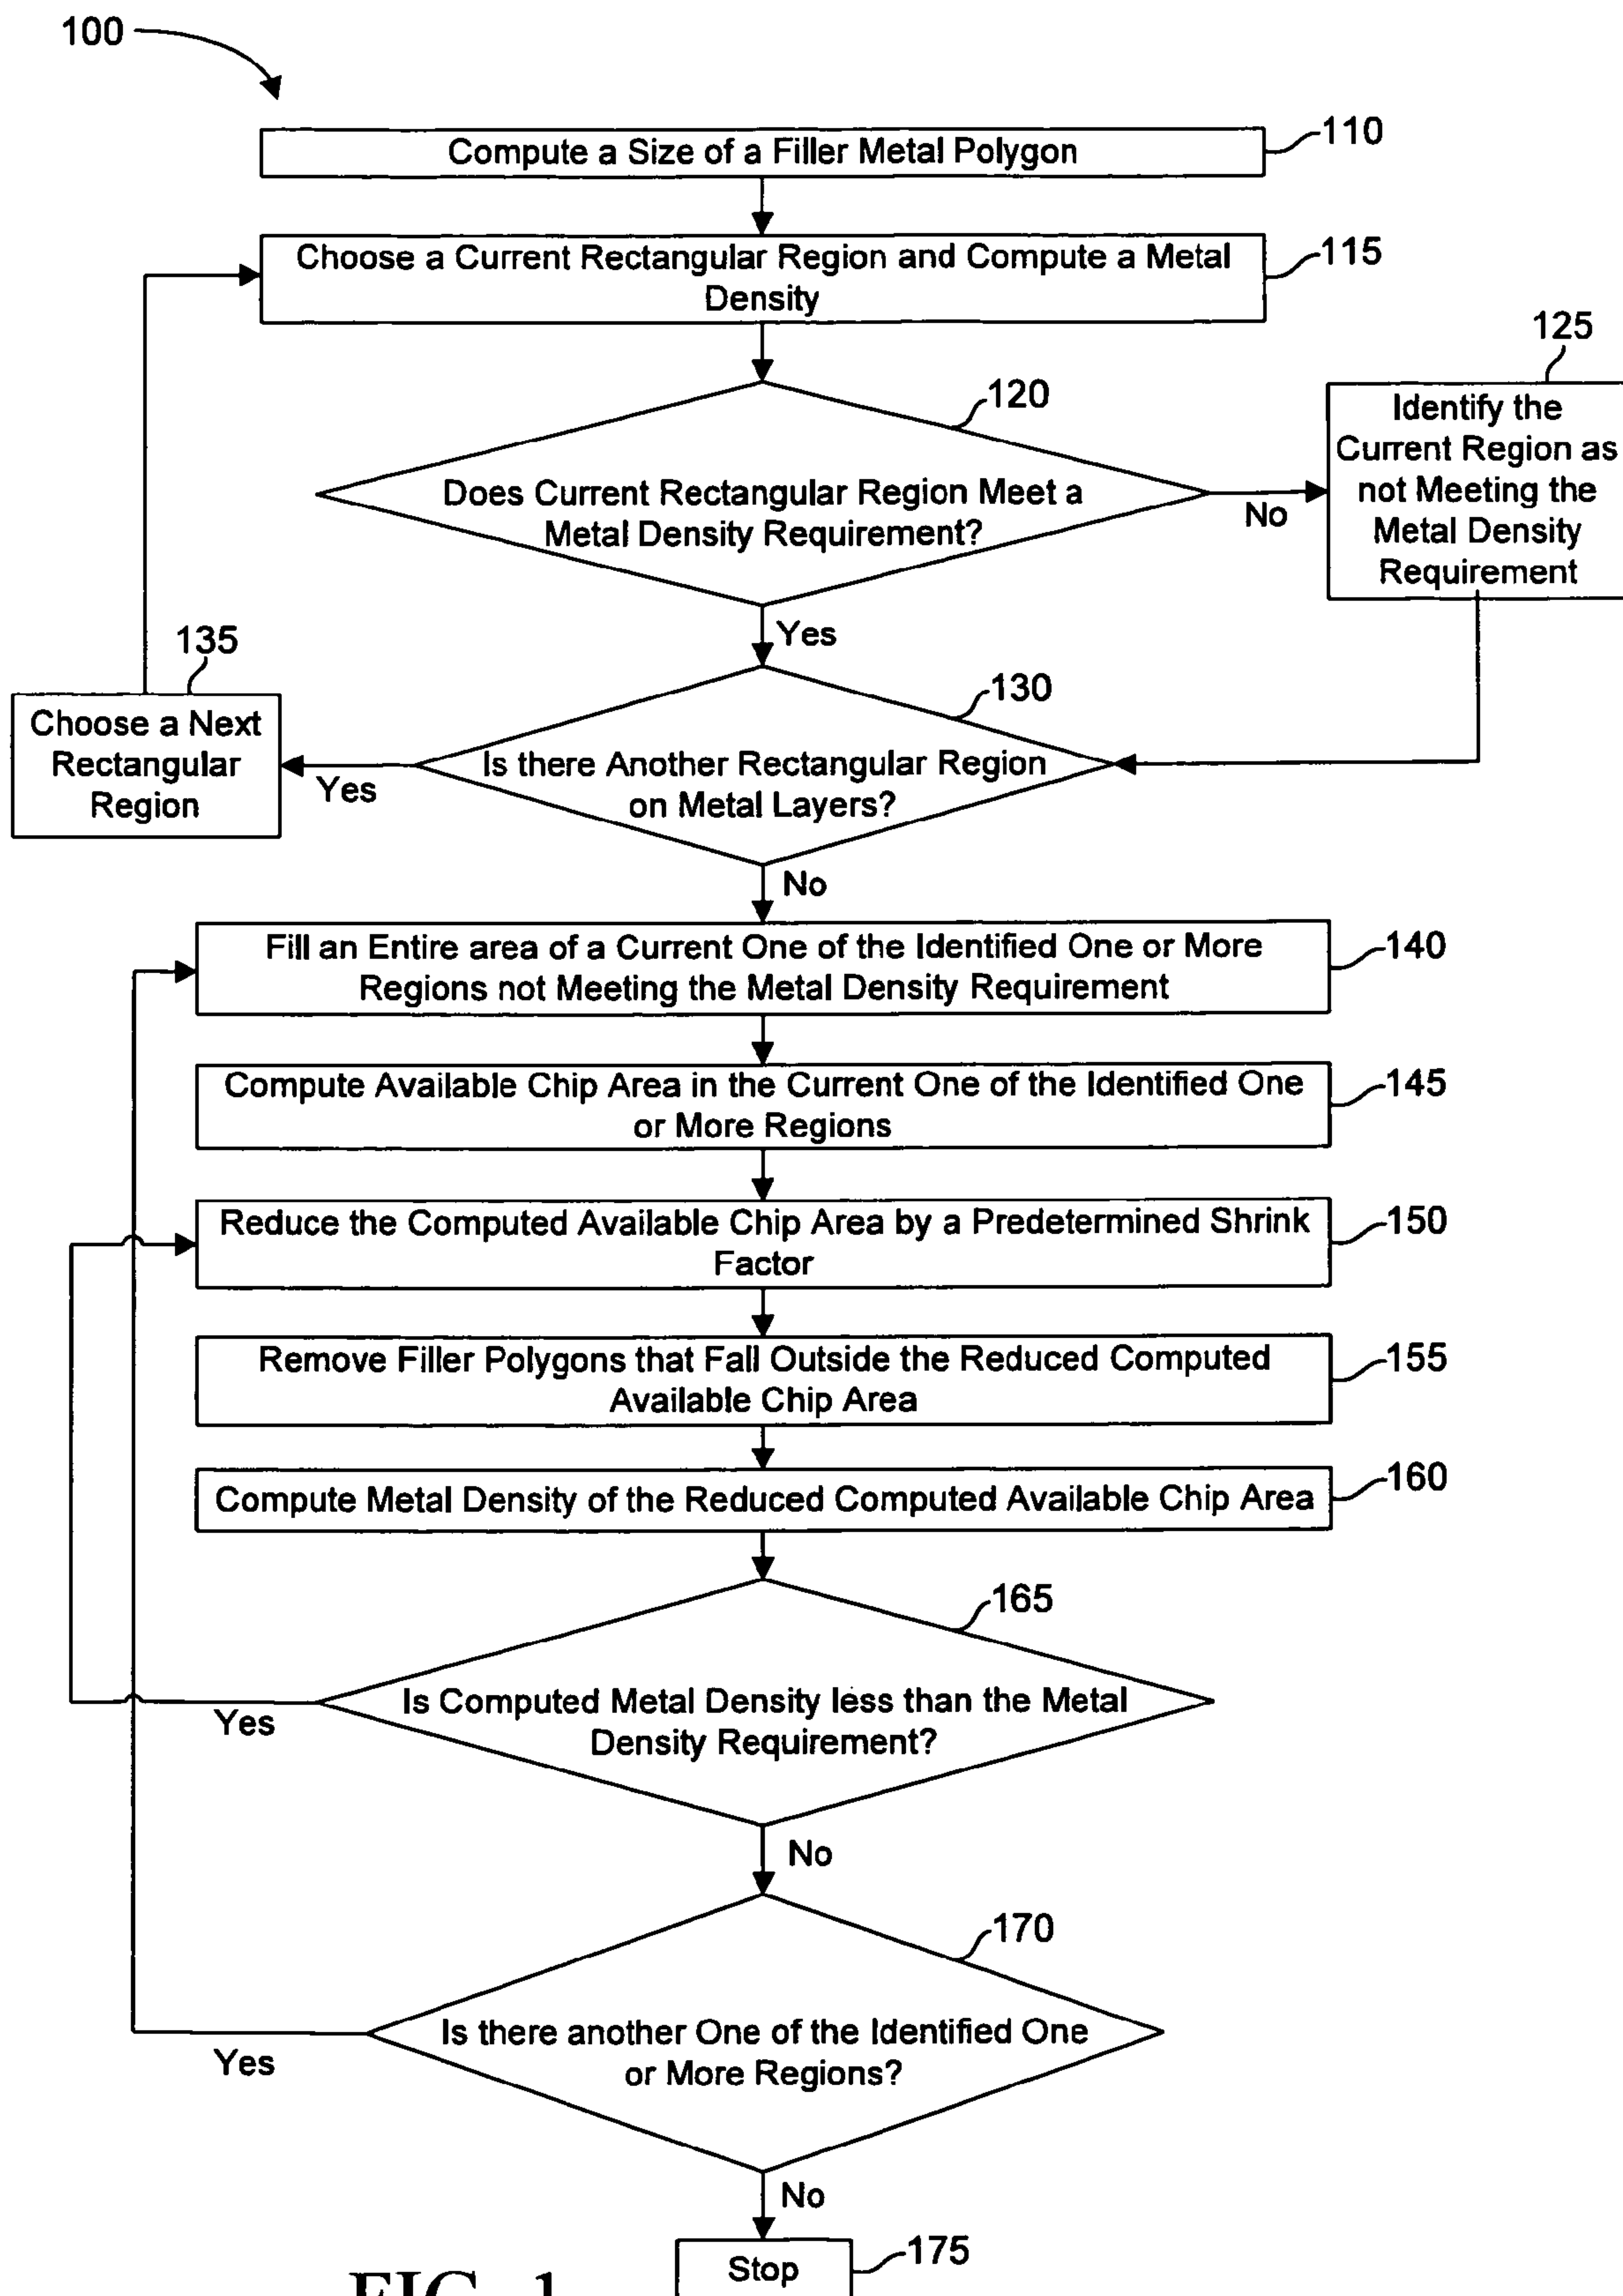 100
110
Compute a Size of a Filler Metal Polygon
115
Choose a Current Rectangular Region and Compute a Metal
Density
125
120
Identify the
Current Region as
not Meeting the
Metal Density
Requirement
Does Current Rectangular Region Meet a
Metal Density Requirement?
No
Yes
135
130
Choose a Next
Rectangular
Region
Yes
Is there Another Rectangular Region
on Metal Layers?
No
140
Fill an Entire area of a Current One of the Identified One or More
Regions not Meeting the Metal Density Requirement
145
Compute Available Chip Area in the Current One of the Identified One
or More Regions
150
Reduce the Computed Available Chip Area by a Predetermined Shrink
Factor
155
Remove Filler Polygons that Fall Outside the Reduced Computed
Available Chip Area
160
Compute Metal Density of the Reduced Computed Available Chip Area
165
Is Computed Metal Density less than the Metal
Density Requirement?
Yes
No
170
Is there another One of the Identified One
or More Regions?
Yes
No
175
Stop
FIG. 1